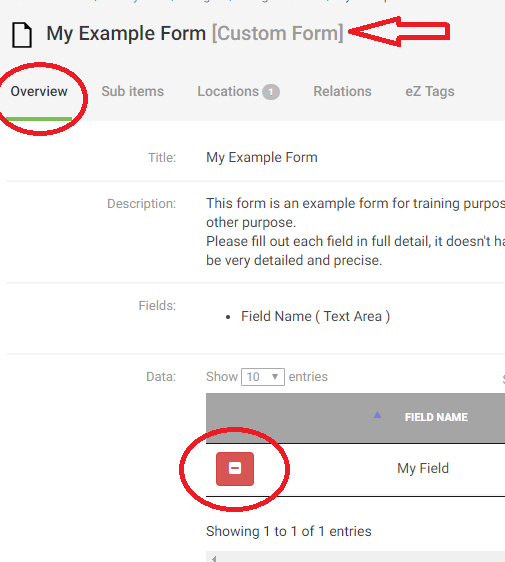 My Example Form [Custom Form]
Overview Sub items Locations 1 Relations eZ Tags
Title: My Example Form
Description: This form is an example form for training purpos
other purpose.
Please fill out each field in full detail, it doesn't ha
be very detailed and precise.
Fields: • Field Name ( Text Area )
Data: Show 10 entries
FIELD NAME
My Field
Showing 1 to 1 of 1 entries